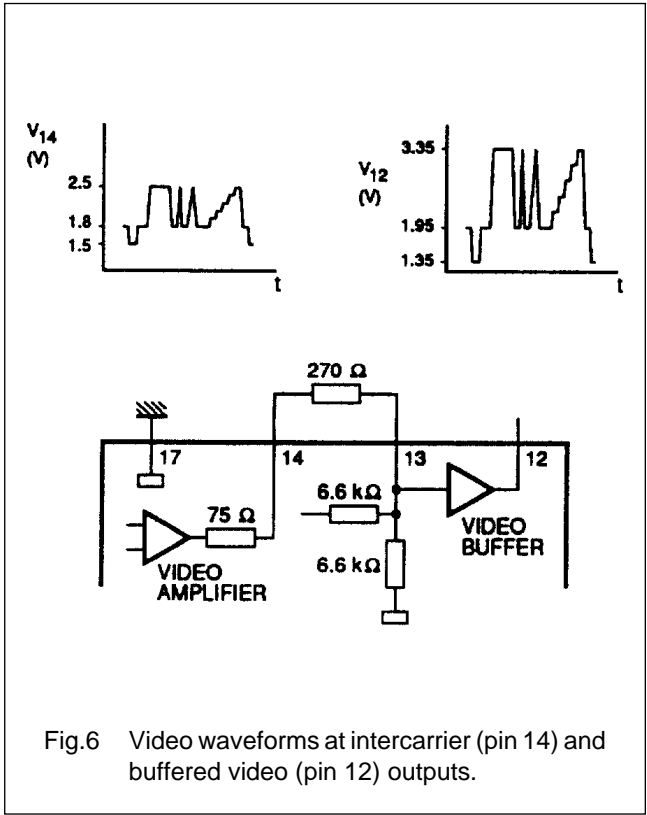 V14
(V)
2.5
1.8
1.5
t
V12
(V)
3.35
1.95
1.35
t
270 Ω
17
14
13
12
6.6 kΩ
75 Ω
6.6 kΩ
VIDEO
AMPLIFIER
VIDEO
BUFFER
Fig.6 Video waveforms at intercarrier (pin 14) and
buffered video (pin 12) outputs.